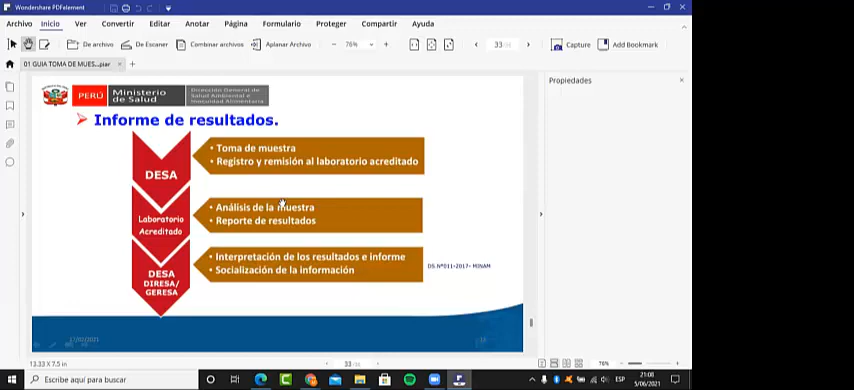 Wondershare PDFelement
Archivo Inicio Ver Convertir Editar Anotar Página Formulario Proteger Compartir Ayuda
De archivo De Escaner Combinar archivos Aplanar Archivo 76% 33 Capture Add Bookmark
01 GUIA TOMA DE MUES...piar
Propiedades
PERÚ Ministerio de Salud
Dirección General de
Salud Ambiental e
Inocuidad Alimentaria
Informe de resultados.
DESA
• Toma de muestra
• Registro y remisión al laboratorio acreditado
Laboratorio
Acreditado
• Análisis de la muestra
• Reporte de resultados
DESA
DIRESA/
GERESA
• Interpretación de los resultados e informe
• Socialización de la información
DS Nº011-2017- MINAM
13.33 X 7.5 in 33 76%
Escribe aquí para buscar
ESP
21:08
5/06/2021